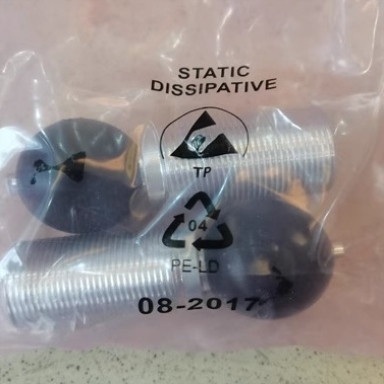 STATIC
DISSIPATIVE
TP
04
PE-LD
08-2017